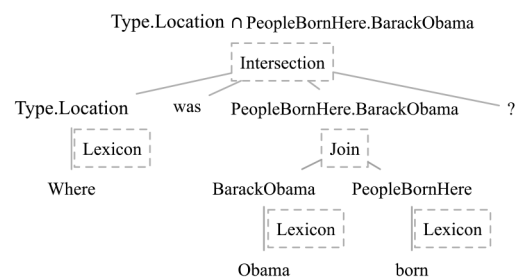 Type.Location ∩ PeopleBornHere.BarackObama
Intersection
Type.Location was PeopleBornHere.BarackObama ?
Lexicon Join
Where BarackObama PeopleBornHere
Lexicon Lexicon
Obama born